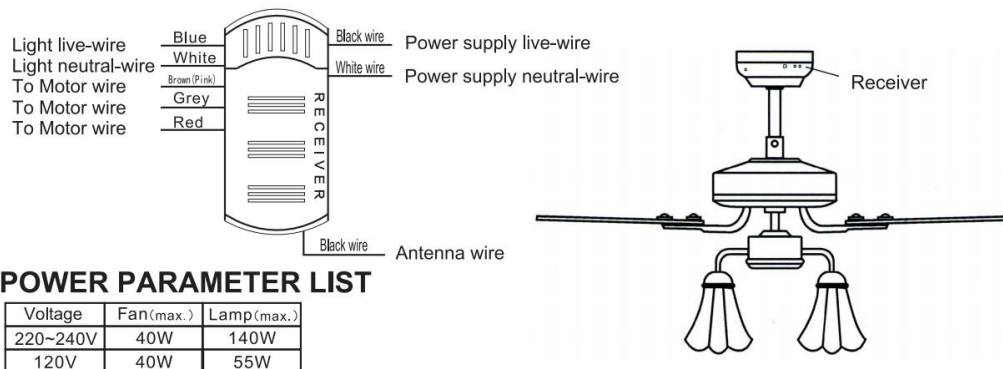 Light live-wire Blue Black wire Power supply live-wire
Light neutral-wire White White wire Power supply neutral-wire
To Motor wire Brown(Pink)
To Motor wire Grey
To Motor wire Red
RECEIVER
Black wire Antenna wire
Receiver
POWER PARAMETER LIST
Voltage Fan(max.) Lamp(max.)
220~240V 40W 140W
120V 40W 55W